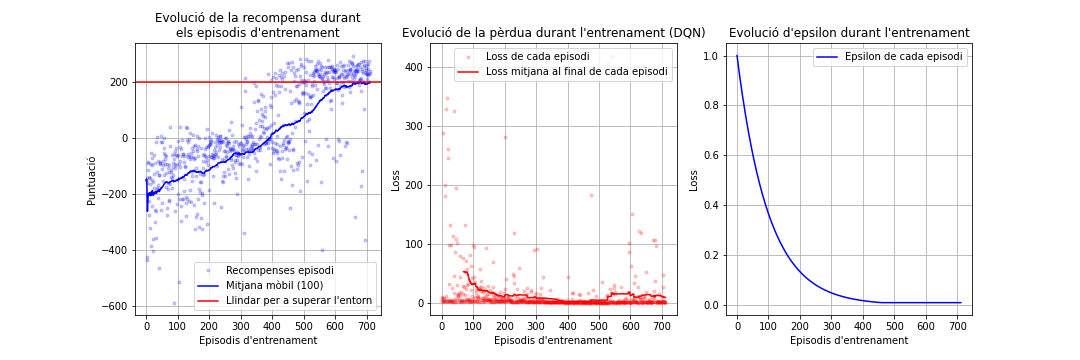 Evolució de la recompensa durant
els episodis d'entrenament
Puntuació
200
0
−200
−400
−600
Recompenses episodi
Mitjana mòbil (100)
Llindar per a superar l'entorn
0 100 200 300 400 500 600 700
Episodis d'entrenament
Evolució de la pèrdua durant l'entrenament (DQN)
Loss
400
300
200
100
0
Loss de cada episodi
Loss mitjana al final de cada episodi
0 100 200 300 400 500 600 700
Episodis d'entrenament
Evolució d'epsilon durant l'entrenament
Loss
1.0
0.8
0.6
0.4
0.2
0.0
Epsilon de cada episodi
0 100 200 300 400 500 600 700
Episodis d'entrenament